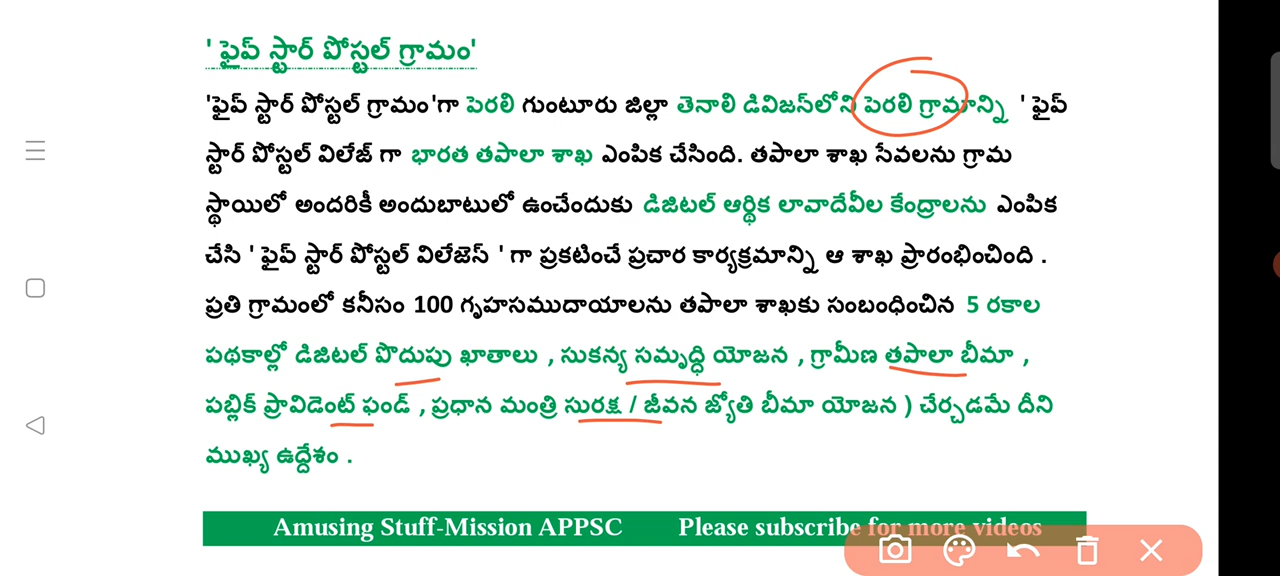 ' ఫైప్ స్టార్ పోస్టల్ గ్రామం'
'ఫైప్ స్టార్ పోస్టల్ గ్రామం'గా పెరలి గుంటూరు జిల్లా తెనాలి డివిజస్‌లోని పెరలి గ్రామాన్ని ' ఫైప్
స్టార్ పోస్టల్ విలేజ్ గా భారత తపాలా శాఖ ఎంపిక చేసింది. తపాలా శాఖ సేవలను గ్రామ
స్థాయిలో అందరికీ అందుబాటులో ఉంచేందుకు డిజిటల్ ఆర్థిక లావాదేవీల కేంద్రాలను ఎంపిక
చేసి ' ఫైప్ స్టార్ పోస్టల్ విలేజెస్ ' గా ప్రకటించే ప్రచార కార్యక్రమాన్ని ఆ శాఖ ప్రారంభించింది .
ప్రతి గ్రామంలో కనీసం 100 గృహసముదాయాలను తపాలా శాఖకు సంబంధించిన 5 రకాల
పథకాల్లో డిజిటల్ పొదుపు ఖాతాలు , సుకన్య సమృద్ధి యోజన , గ్రామీణ తపాలా బీమా ,
పబ్లిక్ ప్రావిడెంట్ ఫండ్ , ప్రధాన మంత్రి సురక్ష / జీవన జ్యోతి బీమా యోజన ) చేర్చడమే దీని
ముఖ్య ఉద్దేశం .
Amusing Stuff-Mission APPSC Please subscribe for more videos